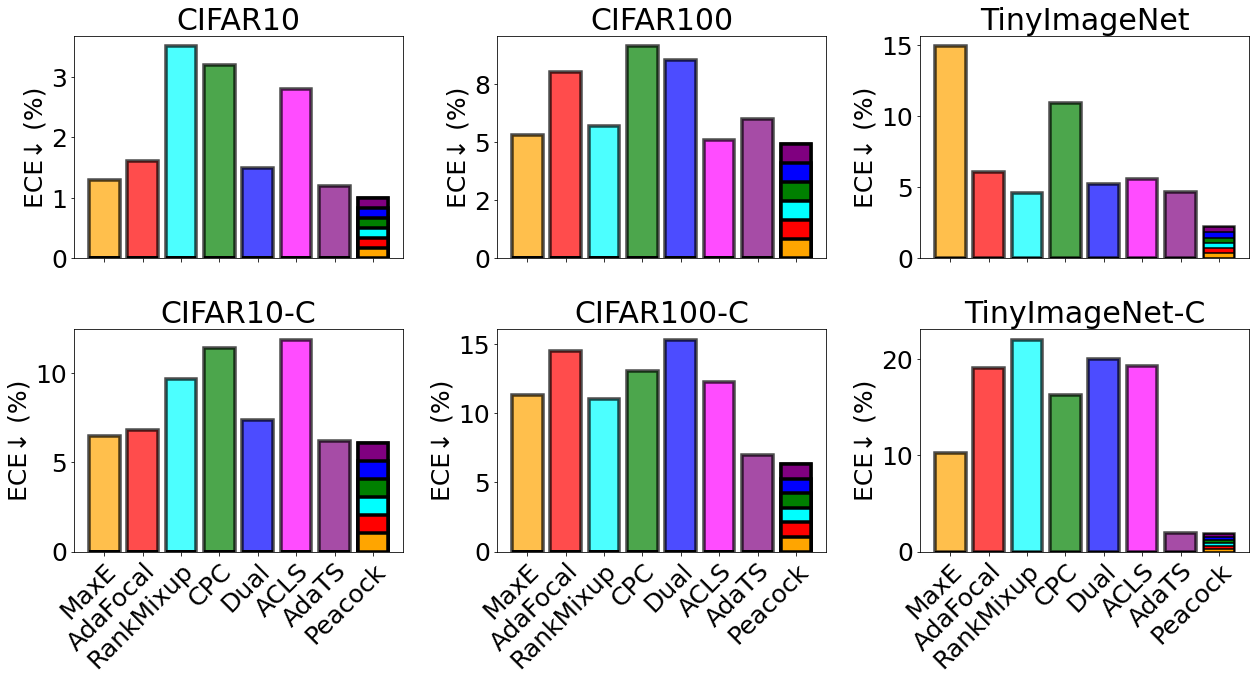 CIFAR10
CIFAR100
TinyImageNet
ECE↓ (%)
3
2
1
0
ECE↓ (%)
8
5
2
0
ECE↓ (%)
15
10
5
0
CIFAR10-C
CIFAR100-C
TinyImageNet-C
ECE↓ (%)
10
5
0
ECE↓ (%)
15
10
5
0
ECE↓ (%)
20
10
0
MaxE
AdaFocal
RankMixup
CPC
Dual
ACLS
AdaTS
Peacock
MaxE
AdaFocal
RankMixup
CPC
Dual
ACLS
AdaTS
Peacock
MaxE
AdaFocal
RankMixup
CPC
Dual
ACLS
AdaTS
Peacock